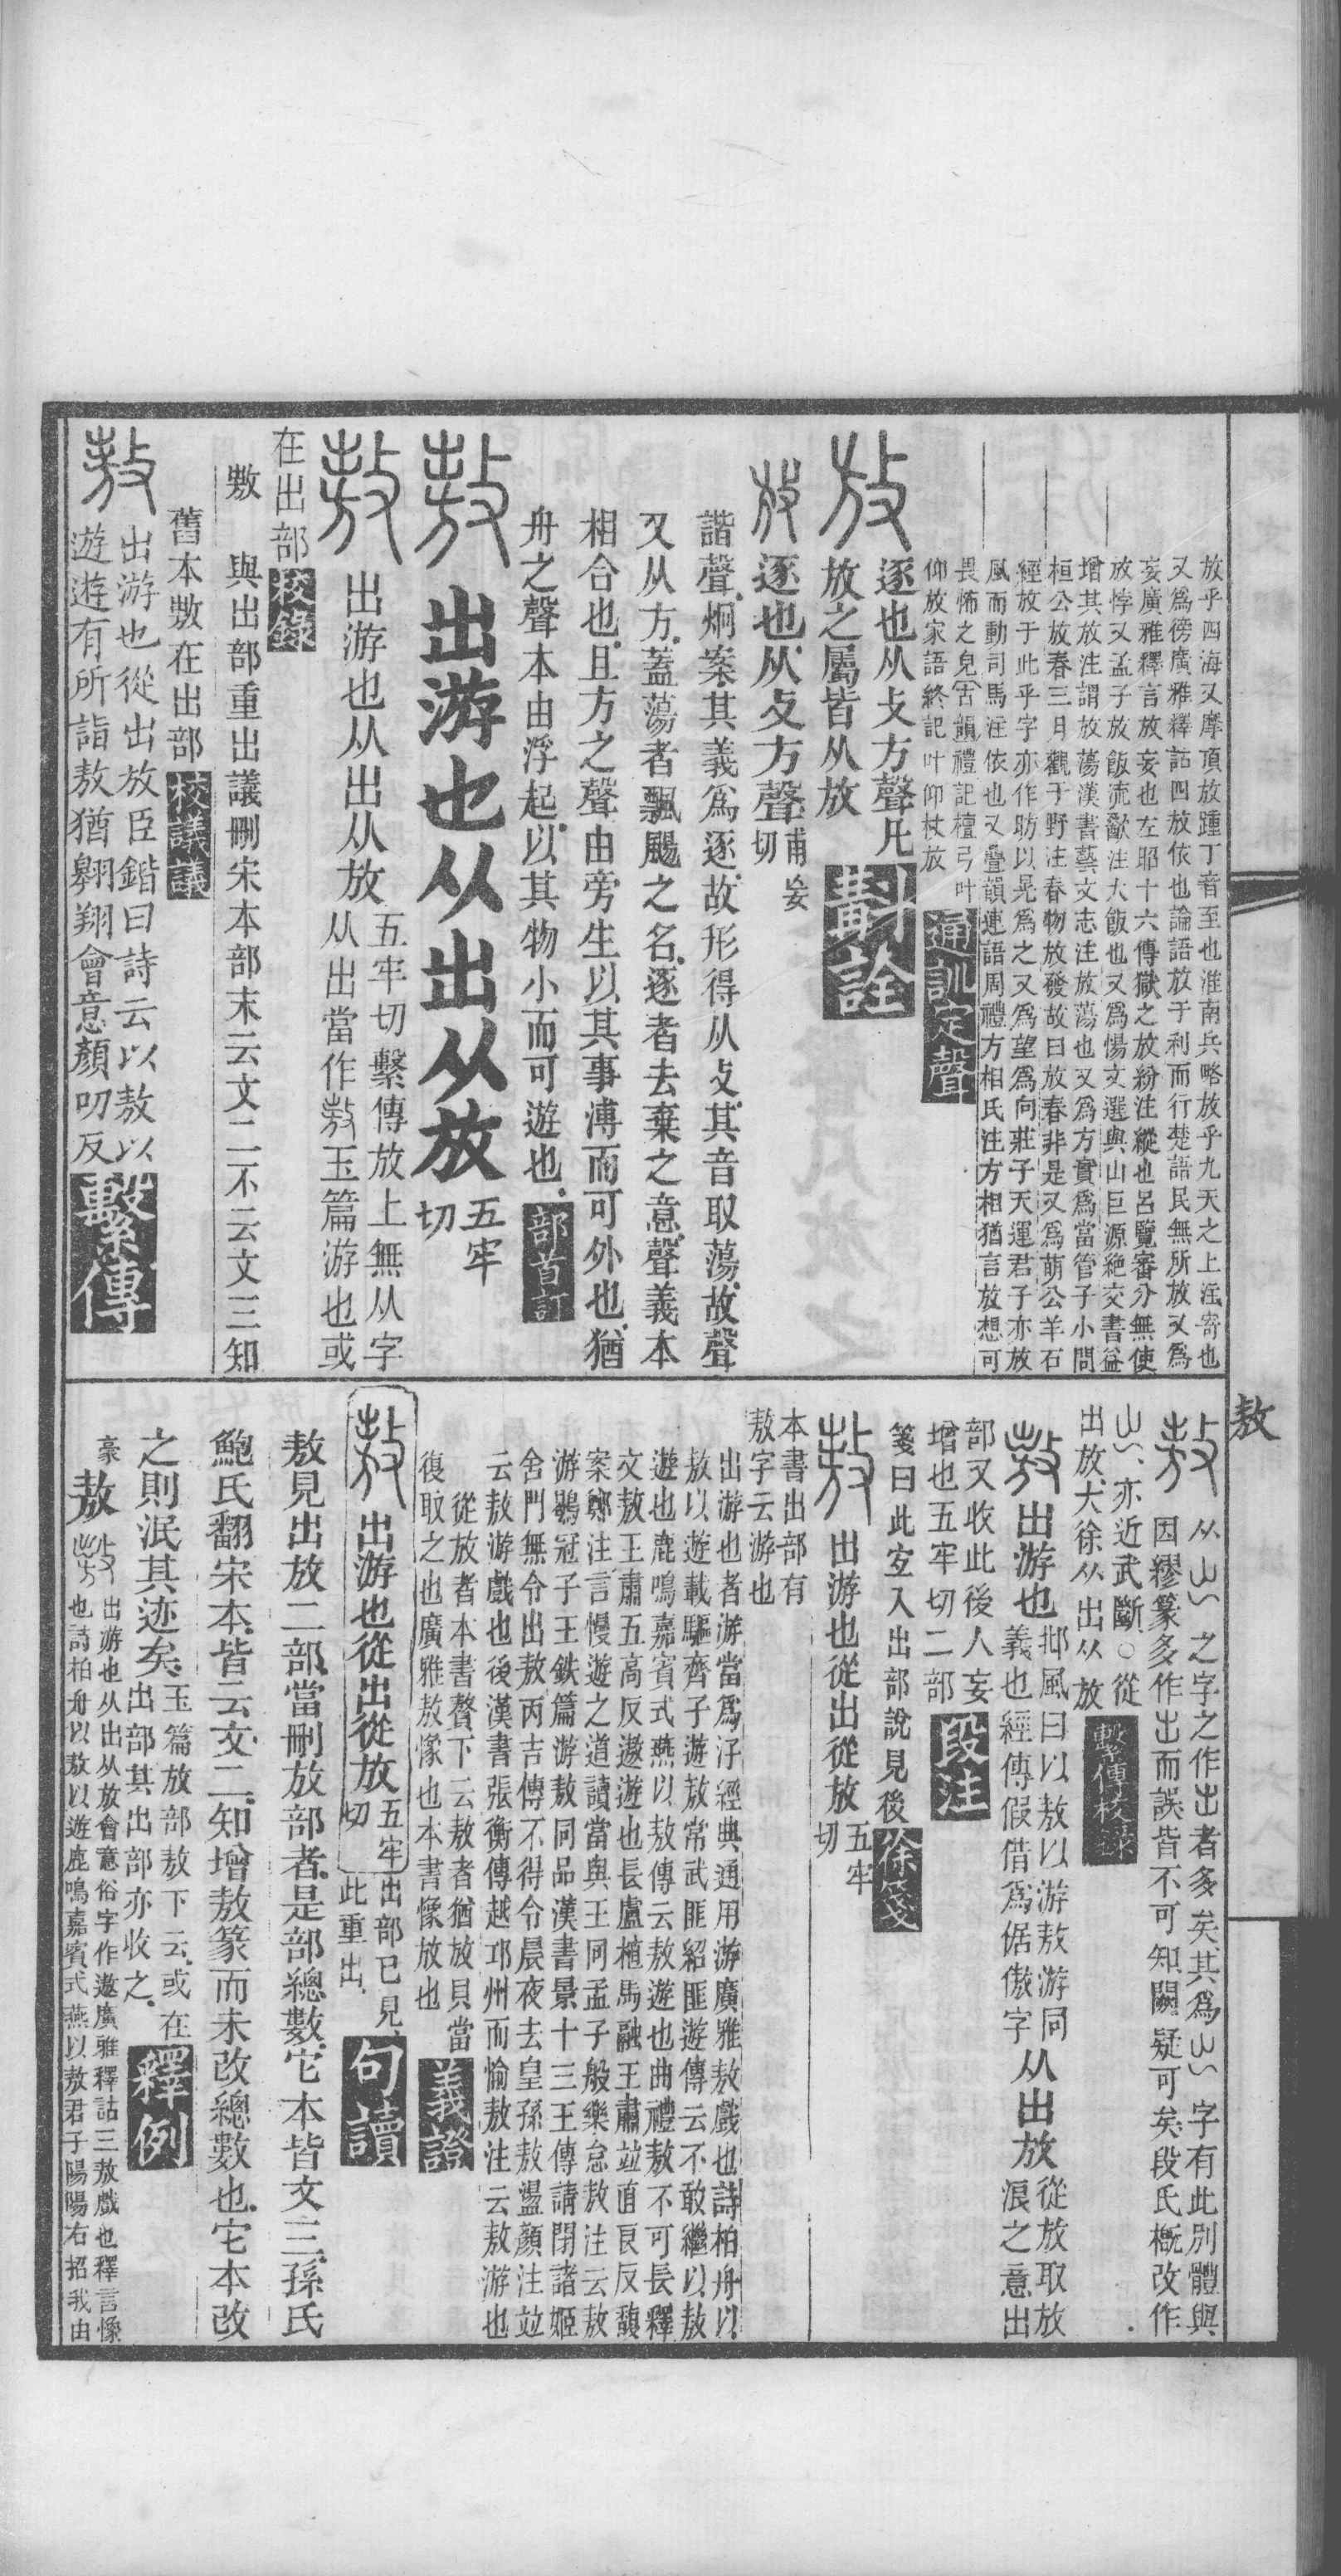 放乎四海又摩頂放踵丁音至也淮南兵略放乎九天之上注寄也
又爲傍廣雅釋詁四放依也論語放于利而行楚語民無所放又爲
妄廣雅釋言放妄也左昭十六傳獄之放紛注縱也呂覽審分無使
放悖又孟子放飯流歠注大飯也又爲惕文選與山巨源絕交書益
增其放注謂放蕩漢書藝文志注放蕩也又爲方實爲當管子小問
桓公放春三月觀于野注春物放發故曰放春非是又爲萌公羊石
經放于此乎字亦作昉以晃爲之又爲望爲向莊子天運君子亦放
風而動司馬注依也又疊韻連語周禮方相氏注方相猶言放想可
畏怖之皃古韻禮記檀弓叶
仰放家語終記叶仰杖放
通訓定聲
逐也从攴方聲凡
放之屬皆从放
斠詮
放
逐也从攴方聲甫妄切
諧聲炯案其義爲逐故形得从攴其音取蕩故聲
又从方蓋蕩者飄颺之名逐者去棄之意聲義本
相合也且方之聲由旁生以其事溥而可外也猶
舟之聲本由浮起以其物小而可遊也
部首訂
敖
出游也从出从放五牢切
敖
出游也从出从放
五牢切繫傳放上無从字
从出當作敖玉篇游也或
在出部
校錄
敖 與出部重出議刪宋本部末云文二不云文三知
舊本敖在出部
校議議
敖
出游也從出放臣鍇曰詩云以敖以
遊遊有所詣敖猶翱翔會意顏叨反
繫傳
敖
敖
从㞢之字之作出者多矣其爲㞢字有此別體與
因繆篆多作出而誤皆不可知闕疑可矣段氏概改作
㞢亦近武斷○從
出放大徐从出从放
繫傳校錄
敖
出游也
邶風曰以敖以游敖游同
義也經傳假借爲倨傲字
从出放
從放取放
浪之意出
部又收此後人妄
增也五牢切二部
段注
箋曰此宐入出部說見後
徐箋
敖
出游也從出從放五牢切
本書出部有
敖字云游也
出游也者游當爲汓經典通用游廣雅敖戲也詩柏舟以
敖以遊載驅齊子遊敖常武匪紹匪遊傳云不敢繼以敖
遊也鹿鳴嘉賓式燕以敖傳云敖遊也曲禮敖不可長釋
文敖王肅五高反遨遊也長盧植馬融王肅竝直良反馥
案鄭注言慢遊之道讀當與王同孟子般樂怠敖注云敖
游鶡冠子王鈇篇游敖同品漢書景十三王傳請閉諸姬
舍門無令出敖丙吉傳不得令晨夜去皇孫敖盪顏注竝
云敖游戲也後漢書張衡傳越邛州而愉敖注云敖游也
從放者本書贅下云敖者猶放貝當
復取之也廣雅敖憿也本書憿放也
義證
敖
出游也從出從放五牢切
出部已見
此重出
句讀
敖見出放二部當刪放部者是部總數它本皆文三孫氏
鮑氏翻宋本皆云文二知增敖篆而未改總數也它本改
之則泯其迹矣
玉篇放部敖下云或在
出部其出部亦收之
釋例
豪
敖
出游也从出从放會意俗字作遨廣雅釋詁三敖戲也釋言憿
也詩柏舟以敖以遊鹿鳴嘉賓式燕以敖君子陽陽右招我由